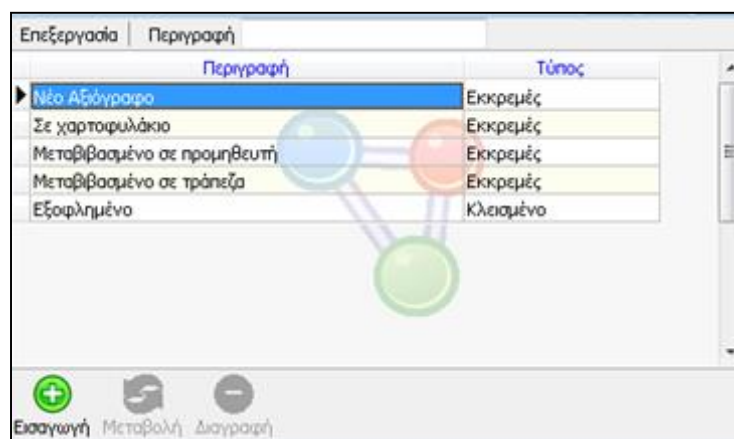 Επεξεργασία Περιγραφή
Περιγραφή Τύπος
Νέο Αξιόγραφο Εκκρεμές
Σε χαρτοφυλάκιο Εκκρεμές
Μεταβιβασμένο σε προμηθευτή Εκκρεμές
Μεταβιβασμένο σε τράπεζα Εκκρεμές
Εξοφλημένο Κλεισμένο
Εισαγωγή Μεταβολή Διαγραφή